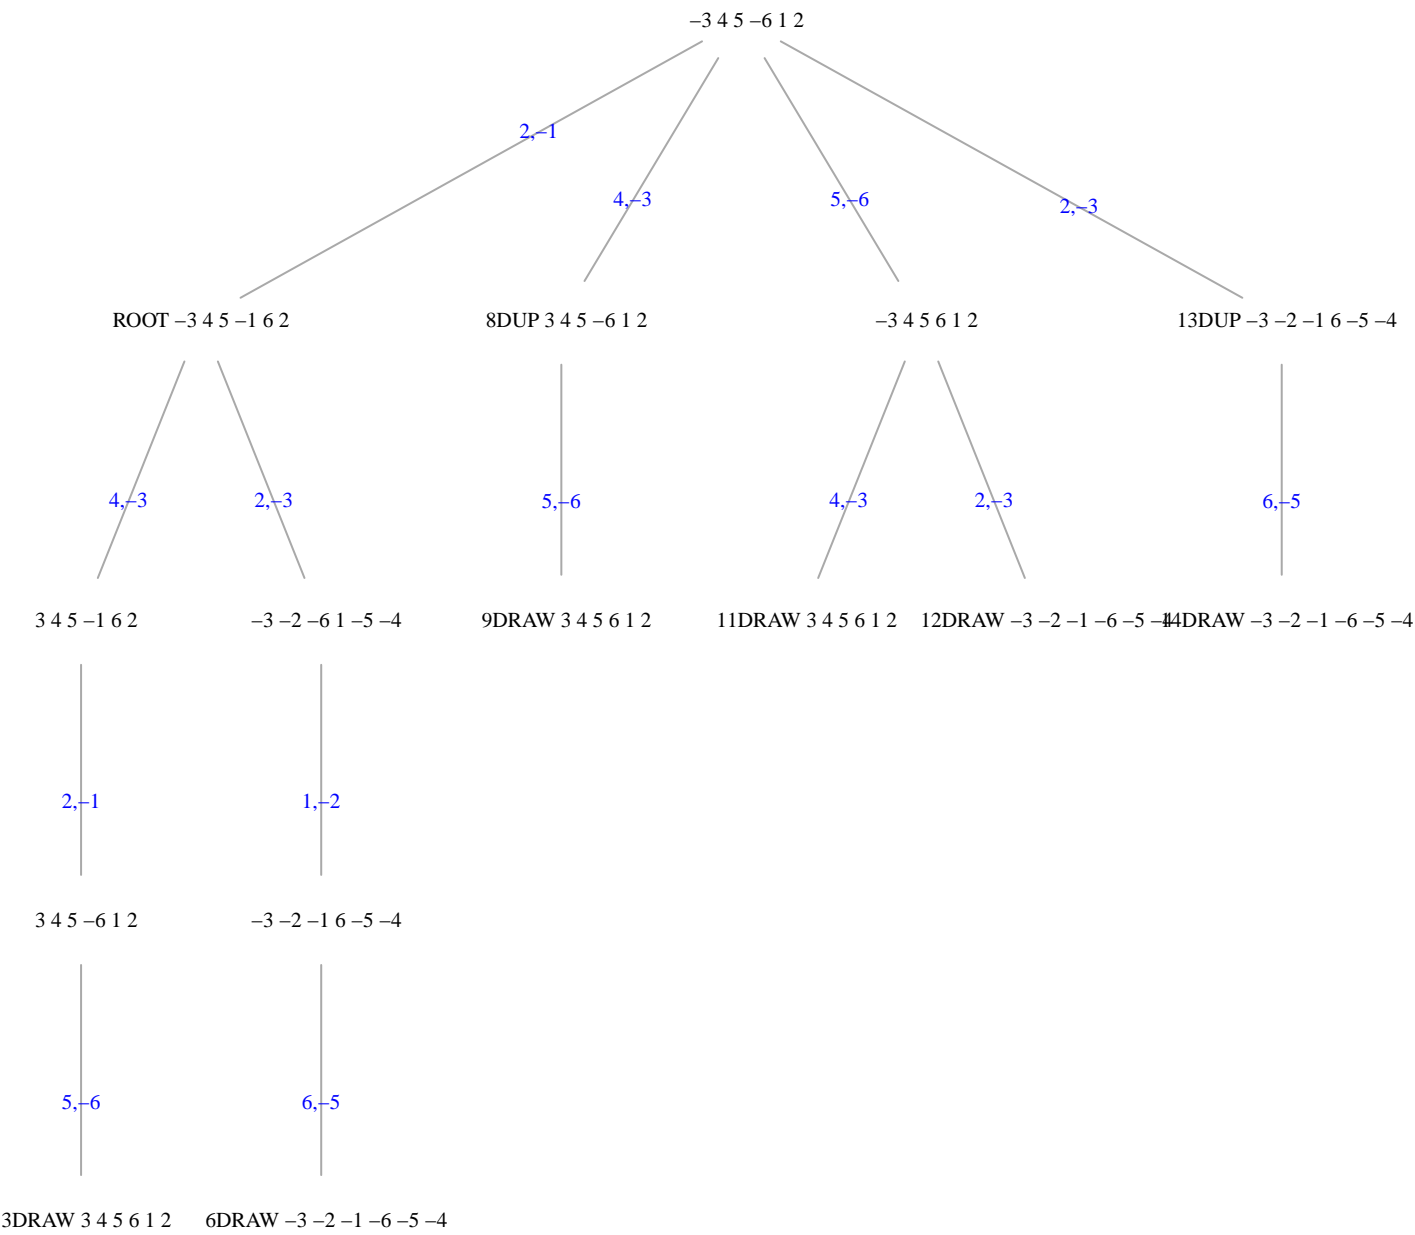 −3 4 5 −6 1 2
2,−1
4,−3
5,−6
2,−3
ROOT −3 4 5 −1 6 2
8DUP 3 4 5 −6 1 2
−3 4 5 6 1 2
13DUP −3 −2 −1 6 −5 −4
4,−3
2,−3
5,−6
4,−3
2,−3
6,−5
3 4 5 −1 6 2
−3 −2 −6 1 −5 −4
9DRAW 3 4 5 6 1 2
11DRAW 3 4 5 6 1 2
12DRAW −3 −2 −1 −6 −5 −4
14DRAW −3 −2 −1 −6 −5 −4
2,−1
1,−2
3 4 5 −6 1 2
−3 −2 −1 6 −5 −4
5,−6
6,−5
3DRAW 3 4 5 6 1 2
6DRAW −3 −2 −1 −6 −5 −4